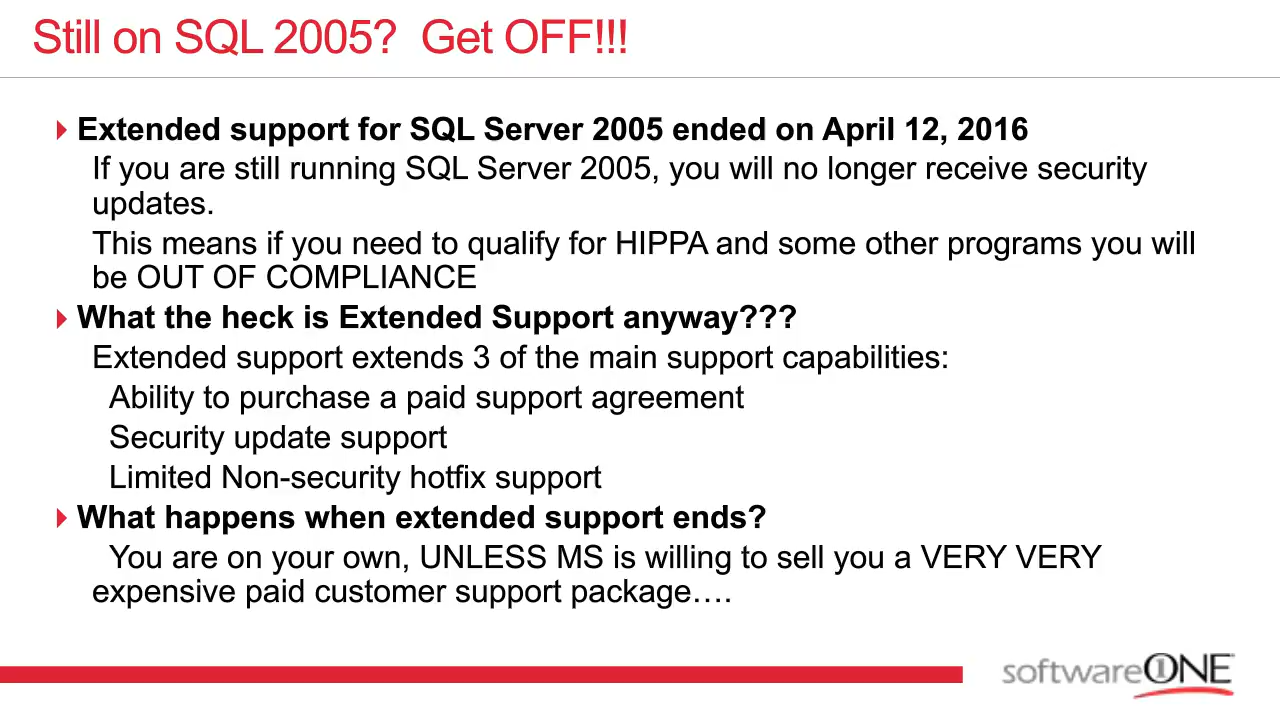 Still on SQL 2005?  Get OFF!!!
Extended support for SQL Server 2005 ended on April 12, 2016
If you are still running SQL Server 2005, you will no longer receive security
updates.
This means if you need to qualify for HIPPA and some other programs you will
be OUT OF COMPLIANCE
What the heck is Extended Support anyway???
Extended support extends 3 of the main support capabilities:
Ability to purchase a paid support agreement
Security update support
Limited Non-security hotfix support
What happens when extended support ends?
You are on your own, UNLESS MS is willing to sell you a VERY VERY
expensive paid customer support package….
softwareONE